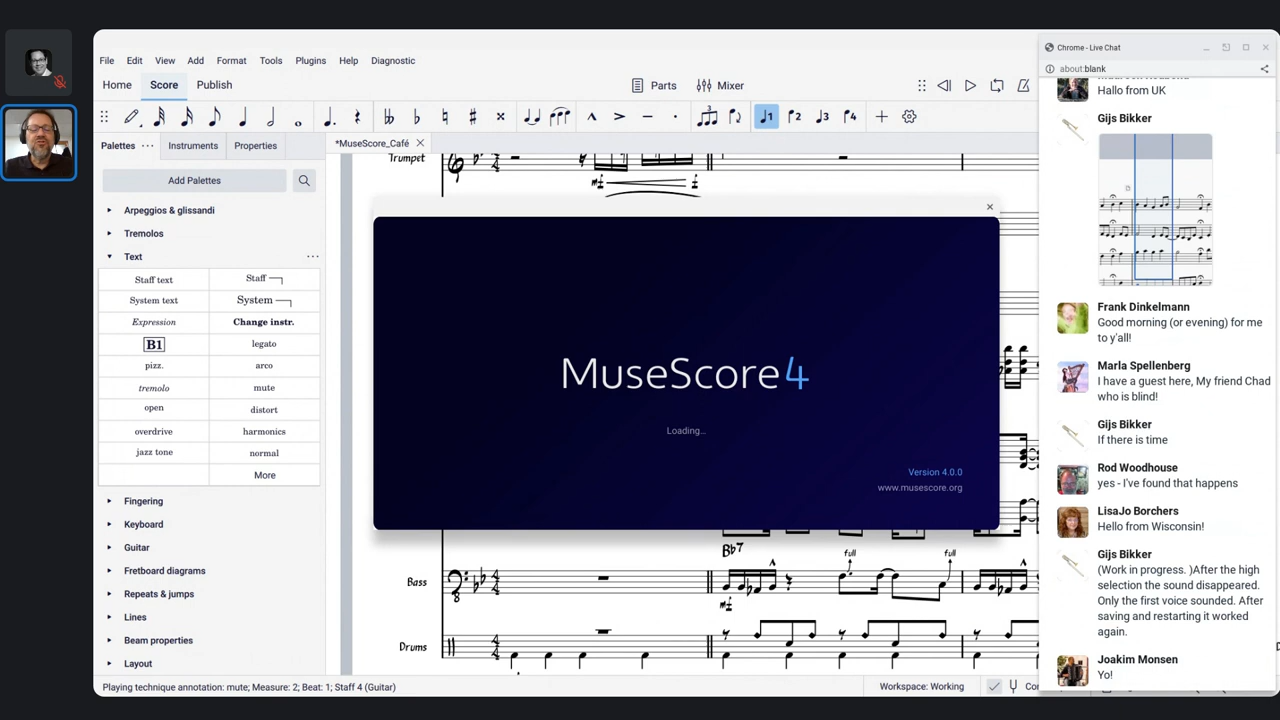 File Edit View Add Format Tools Plugins Help Diagnostic
Home Score Publish Parts Mixer
1 2 3 4
Palettes Instruments Properties
*MuseScore_Café
Add Palettes
Arpeggios & glissandi
Tremolos
Text
Staff text Staff
System text System
Expression Change instr.
B1 legato
pizz. arco
tremolo mute
open distort
overdrive harmonics
jazz tone normal
More
Fingering
Keyboard
Guitar
Fretboard diagrams
Repeats & jumps
Lines
Beam properties
Layout
Trumpet
mf f
MuseScore 4
Loading...
Version 4.0.0
www.musescore.org
Bb7
full full
Bass
mf
Drums
Playing technique annotation: mute; Measure: 2; Beat: 1; Staff 4 (Guitar)
Workspace: Working
Chrome - Live Chat
about:blank
Hallo from UK
Gijs Bikker
Frank Dinkelmann
Good morning (or evening) for me
to y'all!
Marla Spellenberg
I have a guest here, My friend Chad
who is blind!
Gijs Bikker
If there is time
Rod Woodhouse
yes - I've found that happens
LisaJo Borchers
Hello from Wisconsin!
Gijs Bikker
(Work in progress. )After the high
selection the sound disappeared.
Only the first voice sounded. After
saving and restarting it worked
again.
Joakim Monsen
Yo!